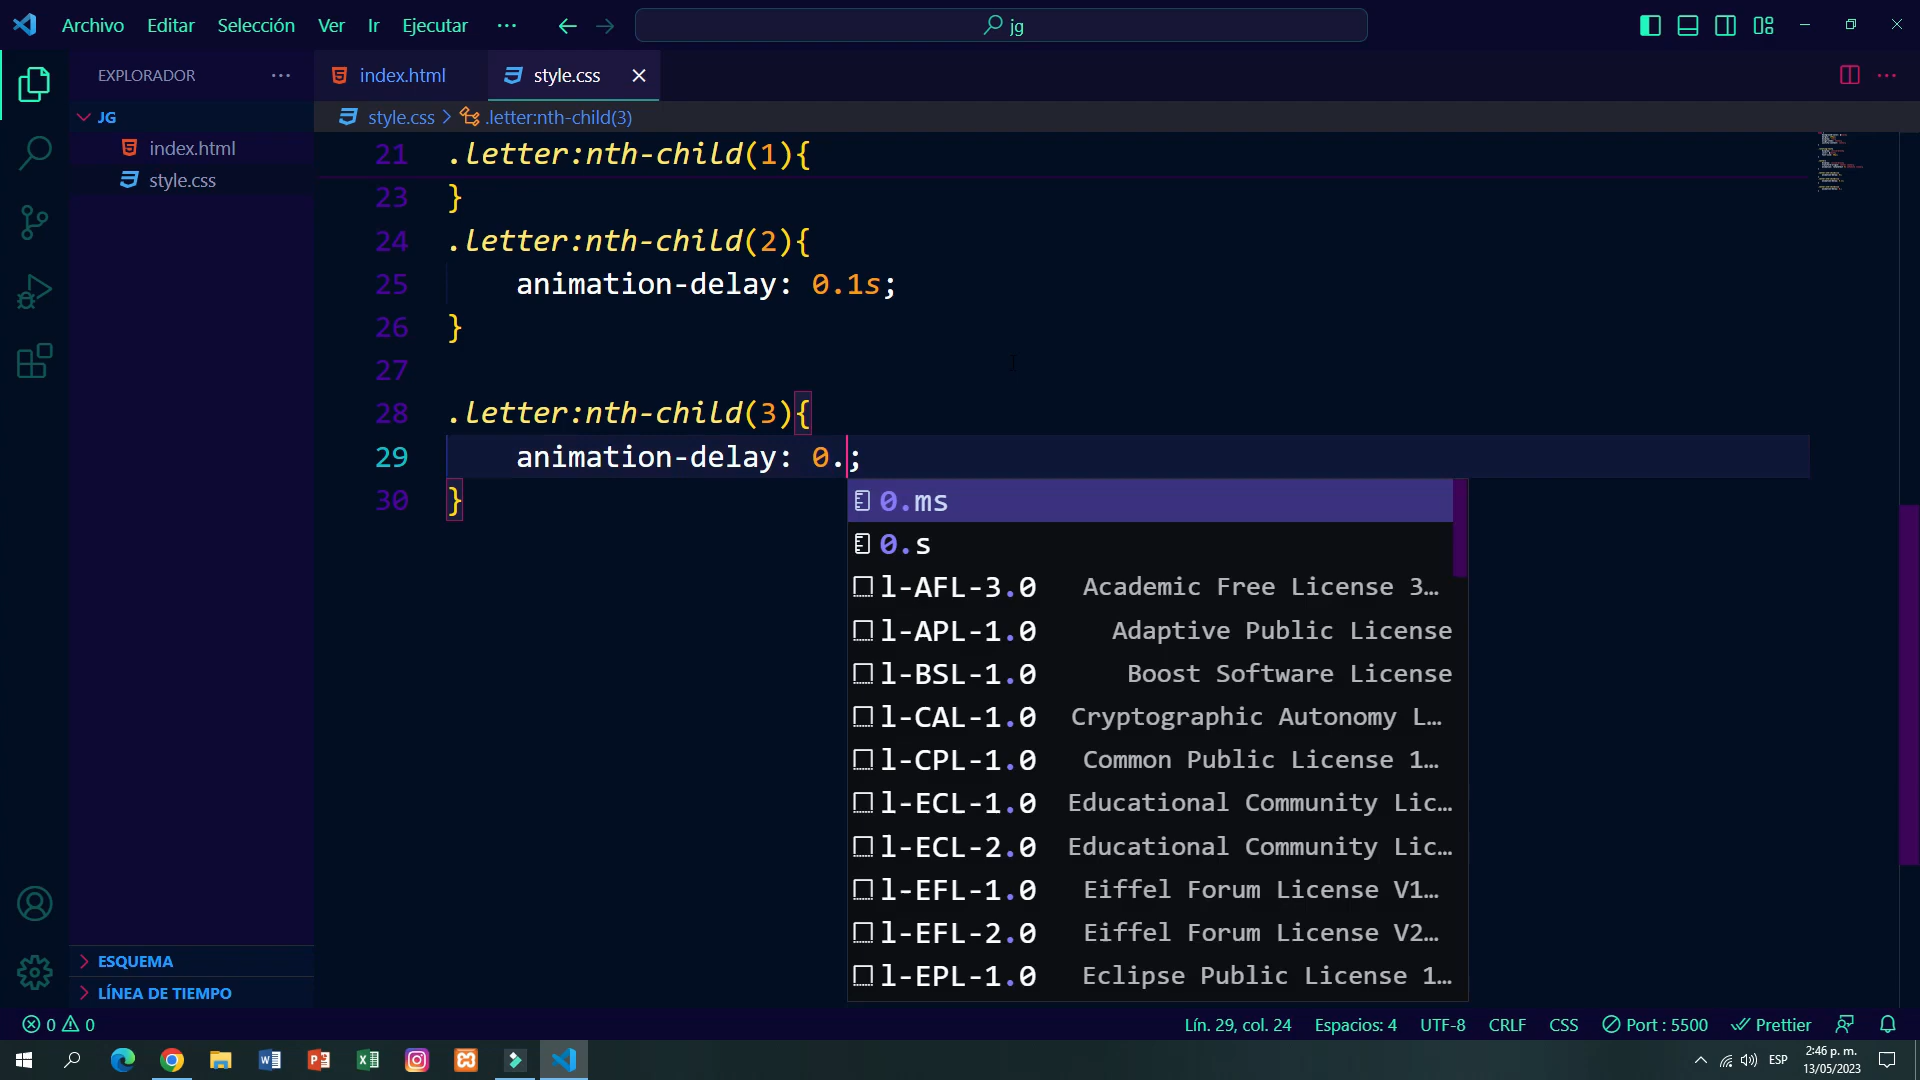 Archivo Editar Selección Ver Ir Ejecutar ··· jg
EXPLORADOR ···
JG
index.html
style.css
ESQUEMA
LÍNEA DE TIEMPO
index.html style.css
style.css > .letter:nth-child(3)
21 .letter:nth-child(1){
23 }
24 .letter:nth-child(2){
25 animation-delay: 0.1s;
26 }
27
28 .letter:nth-child(3){
29 animation-delay: 0.;
30 }
0.ms
0.s
l-AFL-3.0 Academic Free License 3…
l-APL-1.0 Adaptive Public License
l-BSL-1.0 Boost Software License
l-CAL-1.0 Cryptographic Autonomy L…
l-CPL-1.0 Common Public License 1…
l-ECL-1.0 Educational Community Lic…
l-ECL-2.0 Educational Community Lic…
l-EFL-1.0 Eiffel Forum License V1…
l-EFL-2.0 Eiffel Forum License V2…
l-EPL-1.0 Eclipse Public License 1…
0 0 Lín. 29, col. 24 Espacios: 4 UTF-8 CRLF CSS Port : 5500 Prettier
ESP 2:46 p. m.
13/05/2023